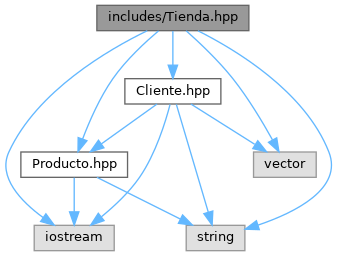 includes/Tienda.hpp
Cliente.hpp
Producto.hpp
vector
iostream
string